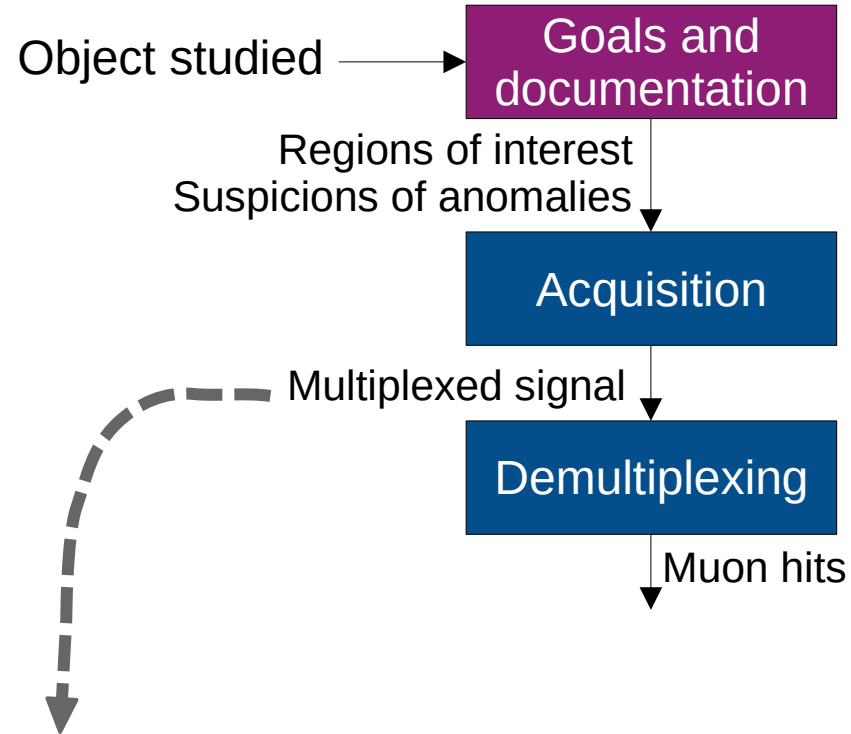 Object studied
Goals and
documentation
Regions of interest
Suspicions of anomalies
Acquisition
Multiplexed signal
Demultiplexing
Muon hits